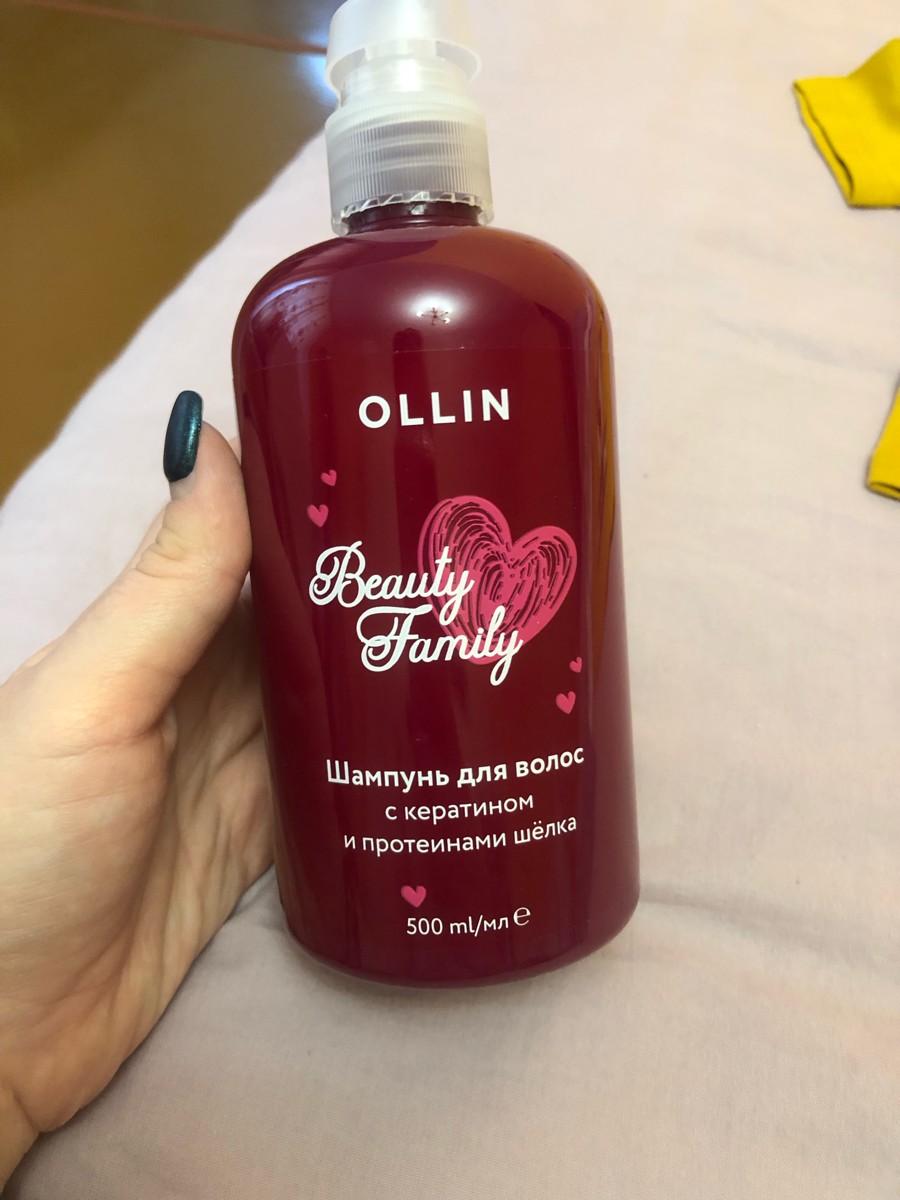 OLLIN
Beauty
Family
Шампунь для волос
с кератином
и протеинами шёлка
500 ml/мл ℮